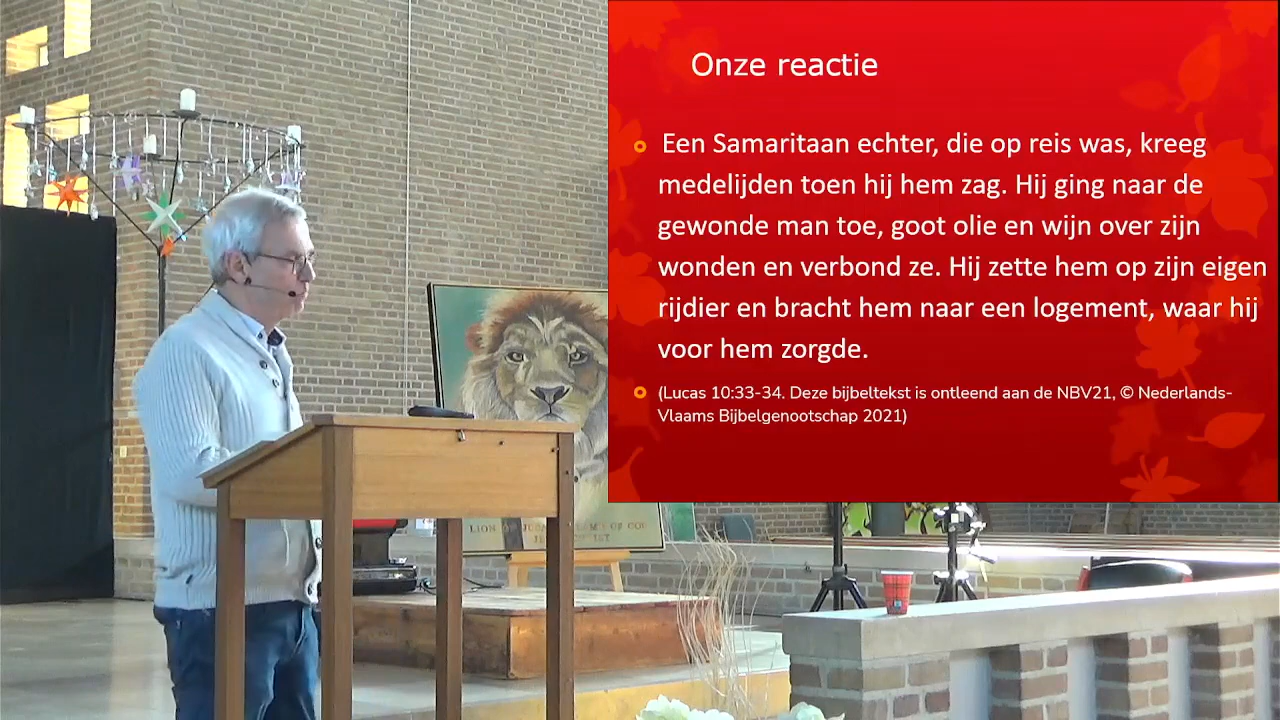 Onze reactie
Een Samaritaan echter, die op reis was, kreeg
medelijden toen hij hem zag. Hij ging naar de
gewonde man toe, goot olie en wijn over zijn
wonden en verbond ze. Hij zette hem op zijn eigen
rijdier en bracht hem naar een logement, waar hij
voor hem zorgde.
(Lucas 10:33-34. Deze bijbeltekst is ontleend aan de NBV21, © Nederlands-
Vlaams Bijbelgenootschap 2021)
LION OF